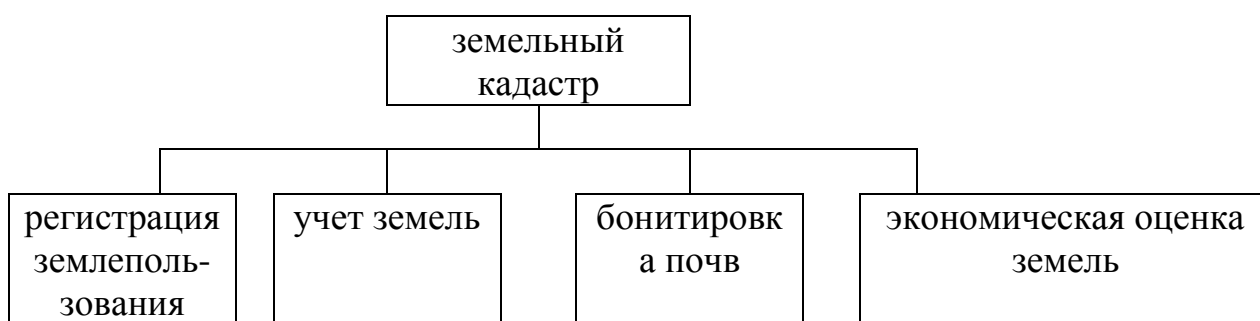 земельный
кадастр
регистрация
землеполь-
зования
учет земель
бонитировк
а почв
экономическая оценка
земель